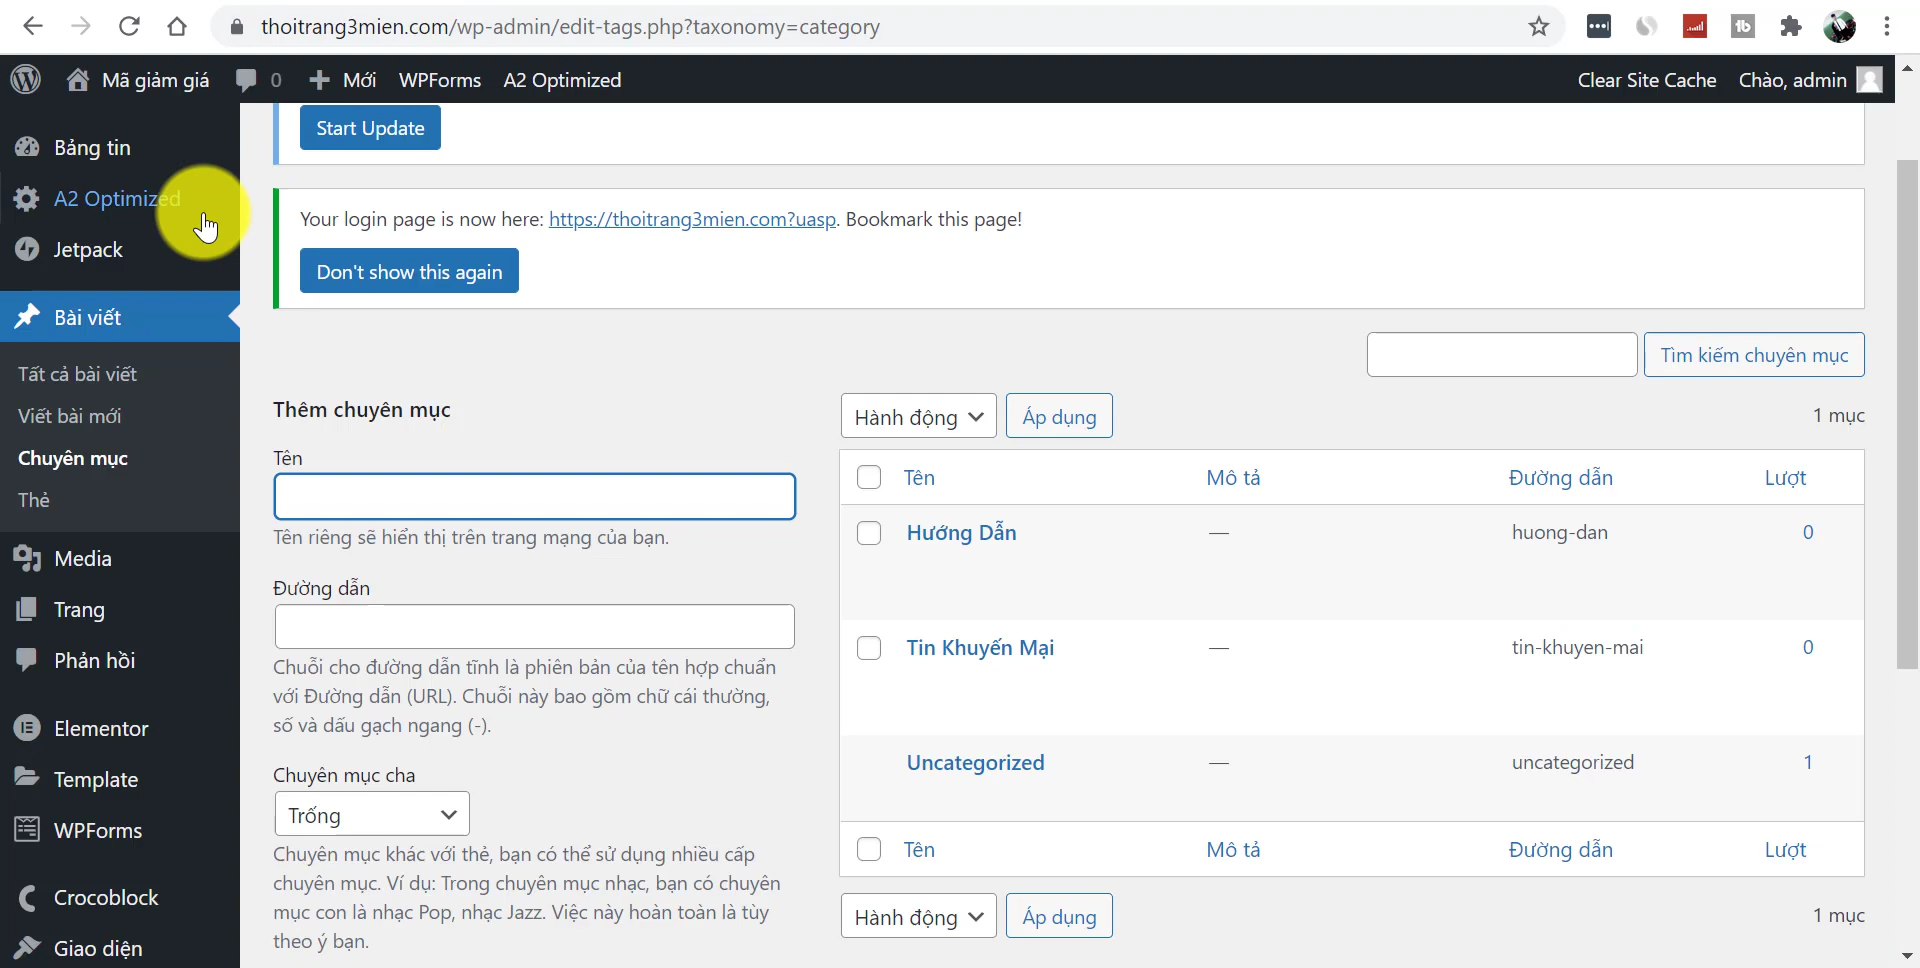 thoitrang3mien.com/wp-admin/edit-tags.php?taxonomy=category
Mã giảm giá
0
Mới
WPForms
A2 Optimized
Clear Site Cache
Chào, admin
Bảng tin
A2 Optimized
Jetpack
Bài viết
Tất cả bài viết
Viết bài mới
Chuyên mục
Thẻ
Media
Trang
Phản hồi
Elementor
Template
WPForms
Crocoblock
Giao diện
Start Update
Your login page is now here: https://thoitrang3mien.com?uasp. Bookmark this page!
Don't show this again
Tìm kiếm chuyên mục
Thêm chuyên mục
Tên
Tên riêng sẽ hiển thị trên trang mạng của bạn.
Đường dẫn
Chuỗi cho đường dẫn tĩnh là phiên bản của tên hợp chuẩn
với Đường dẫn (URL). Chuỗi này bao gồm chữ cái thường,
số và dấu gạch ngang (-).
Chuyên mục cha
Trống
Chuyên mục khác với thẻ, bạn có thể sử dụng nhiều cấp
chuyên mục. Ví dụ: Trong chuyên mục nhạc, bạn có chuyên
mục con là nhạc Pop, nhạc Jazz. Việc này hoàn toàn là tùy
theo ý bạn.
Hành động
Áp dụng
1 mục
Tên Mô tả Đường dẫn Lượt
Hướng Dẫn — huong-dan 0
Tin Khuyến Mại — tin-khuyen-mai 0
Uncategorized — uncategorized 1
Tên Mô tả Đường dẫn Lượt
Hành động
Áp dụng
1 mục